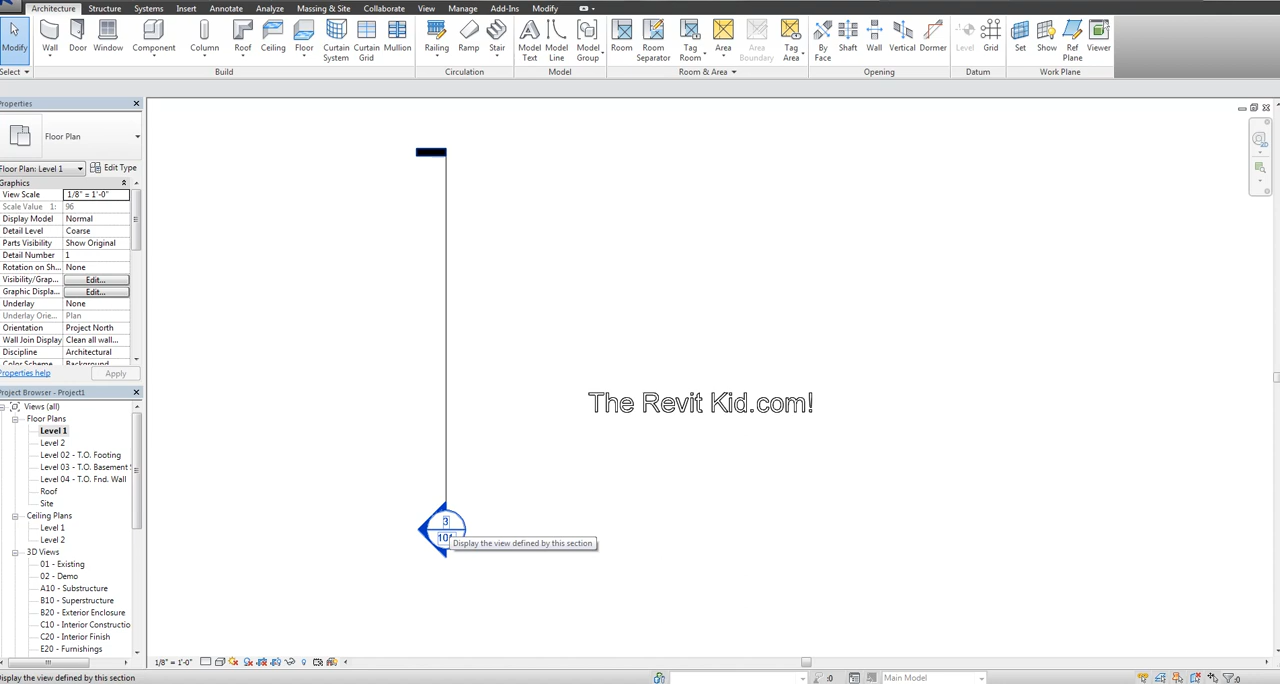 Architecture Structure Systems Insert Annotate Analyze Massing & Site Collaborate View Manage Add-Ins Modify
Modify Wall Door Window Component Column Roof Ceiling Floor Curtain System Curtain Grid Mullion Railing Ramp Stair Model Text Model Line Model Group Room Room Separator Tag Room Area Area Boundary Tag Area By Face Shaft Wall Vertical Dormer Level Grid Set Show Ref Plane Viewer
Select Build Circulation Model Room & Area Opening Datum Work Plane
Properties
Floor Plan
Floor Plan: Level 1 Edit Type
Graphics
View Scale 1/8" = 1'-0"
Scale Value 1: 96
Display Model Normal
Detail Level Coarse
Parts Visibility Show Original
Detail Number 1
Rotation on Sh... None
Visibility/Grap... Edit...
Graphic Displa... Edit...
Underlay None
Underlay Orie... Plan
Orientation Project North
Wall Join Display Clean all wall...
Discipline Architectural
Color Scheme Background
Properties help Apply
Project Browser - Project1
Views (all)
Floor Plans
Level 1
Level 2
Level 02 - T.O. Footing
Level 03 - T.O. Basement
Level 04 - T.O. Fnd. Wall
Roof
Site
Ceiling Plans
Level 1
Level 2
3D Views
01 - Existing
02 - Demo
A10 - Substructure
B10 - Superstructure
B20 - Exterior Enclosure
C10 - Interior Constructio
C20 - Interior Finish
E20 - Furnishings
The Revit Kid.com!
3
10
Display the view defined by this section
1/8" = 1'-0"
Display the view defined by this section :0 Main Model :0